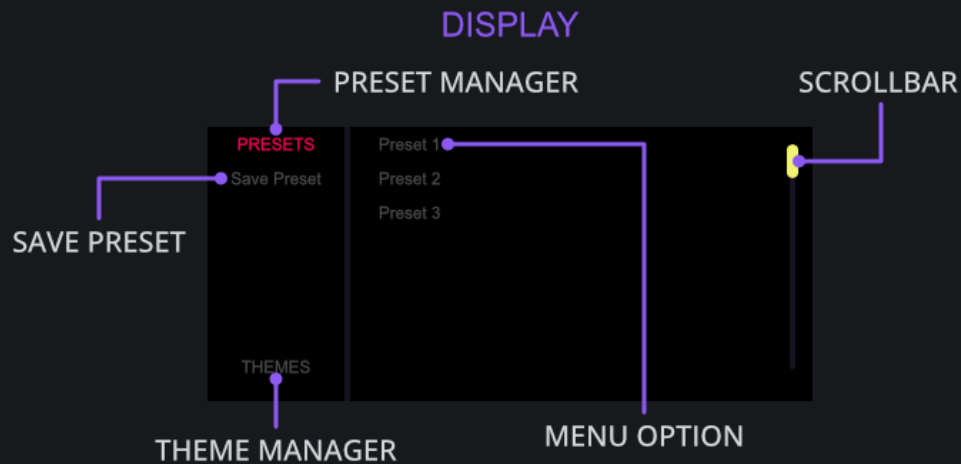 DISPLAY
PRESET MANAGER
SCROLLBAR
PRESETS
Preset 1
Save Preset
Preset 2
Preset 3
SAVE PRESET
THEMES
THEME MANAGER
MENU OPTION